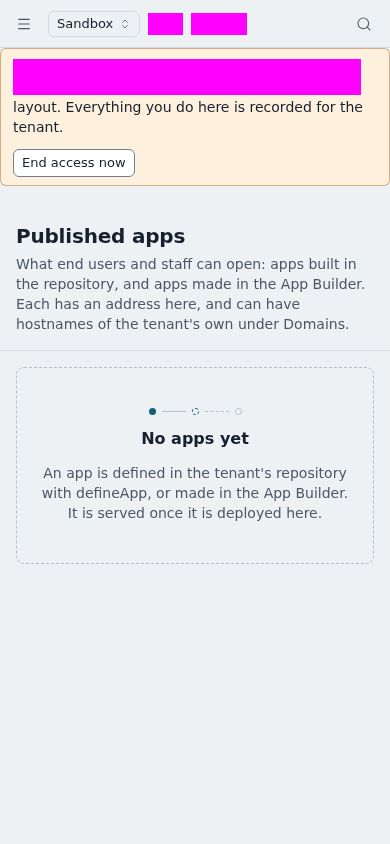 Sandbox
layout. Everything you do here is recorded for the
tenant.
End access now
Published apps
What end users and staff can open: apps built in
the repository, and apps made in the App Builder.
Each has an address here, and can have
hostnames of the tenant's own under Domains.
No apps yet
An app is defined in the tenant's repository
with defineApp, or made in the App Builder.
It is served once it is deployed here.